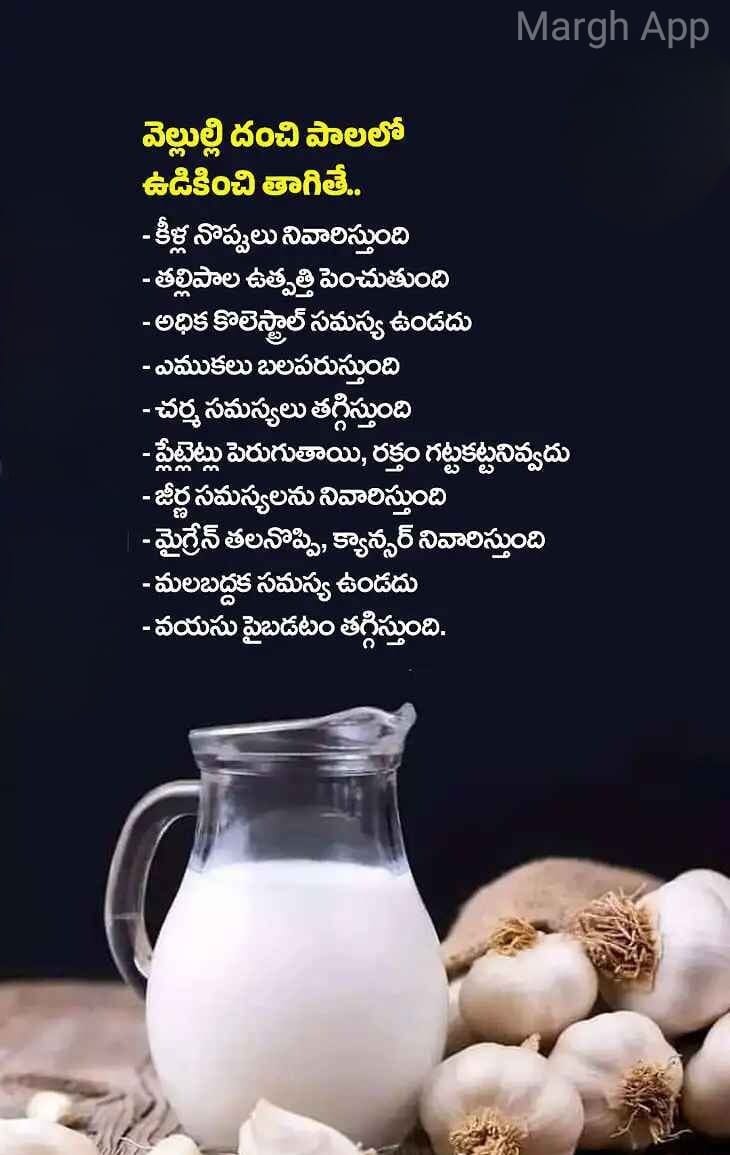 Margh App
వెల్లుల్లి దంచి పాలలో
ఉడికించి తాగితే..
- కీళ్ల నొప్పులు నివారిస్తుంది
- తల్లిపాల ఉత్పత్తి పెంచుతుంది
- అధిక కొలెస్ట్రాల్ సమస్య ఉండదు
- ఎముకలు బలపరుస్తుంది
- చర్మ సమస్యలు తగ్గిస్తుంది
- ప్లేట్లెట్లు పెరుగుతాయి, రక్తం గట్టకట్టనివ్వదు
- జీర్ణ సమస్యలను నివారిస్తుంది
- మైగ్రేన్ తలనొప్పి, క్యాన్సర్ నివారిస్తుంది
- మలబద్దక సమస్య ఉండదు
- వయసు పైబడటం తగ్గిస్తుంది.